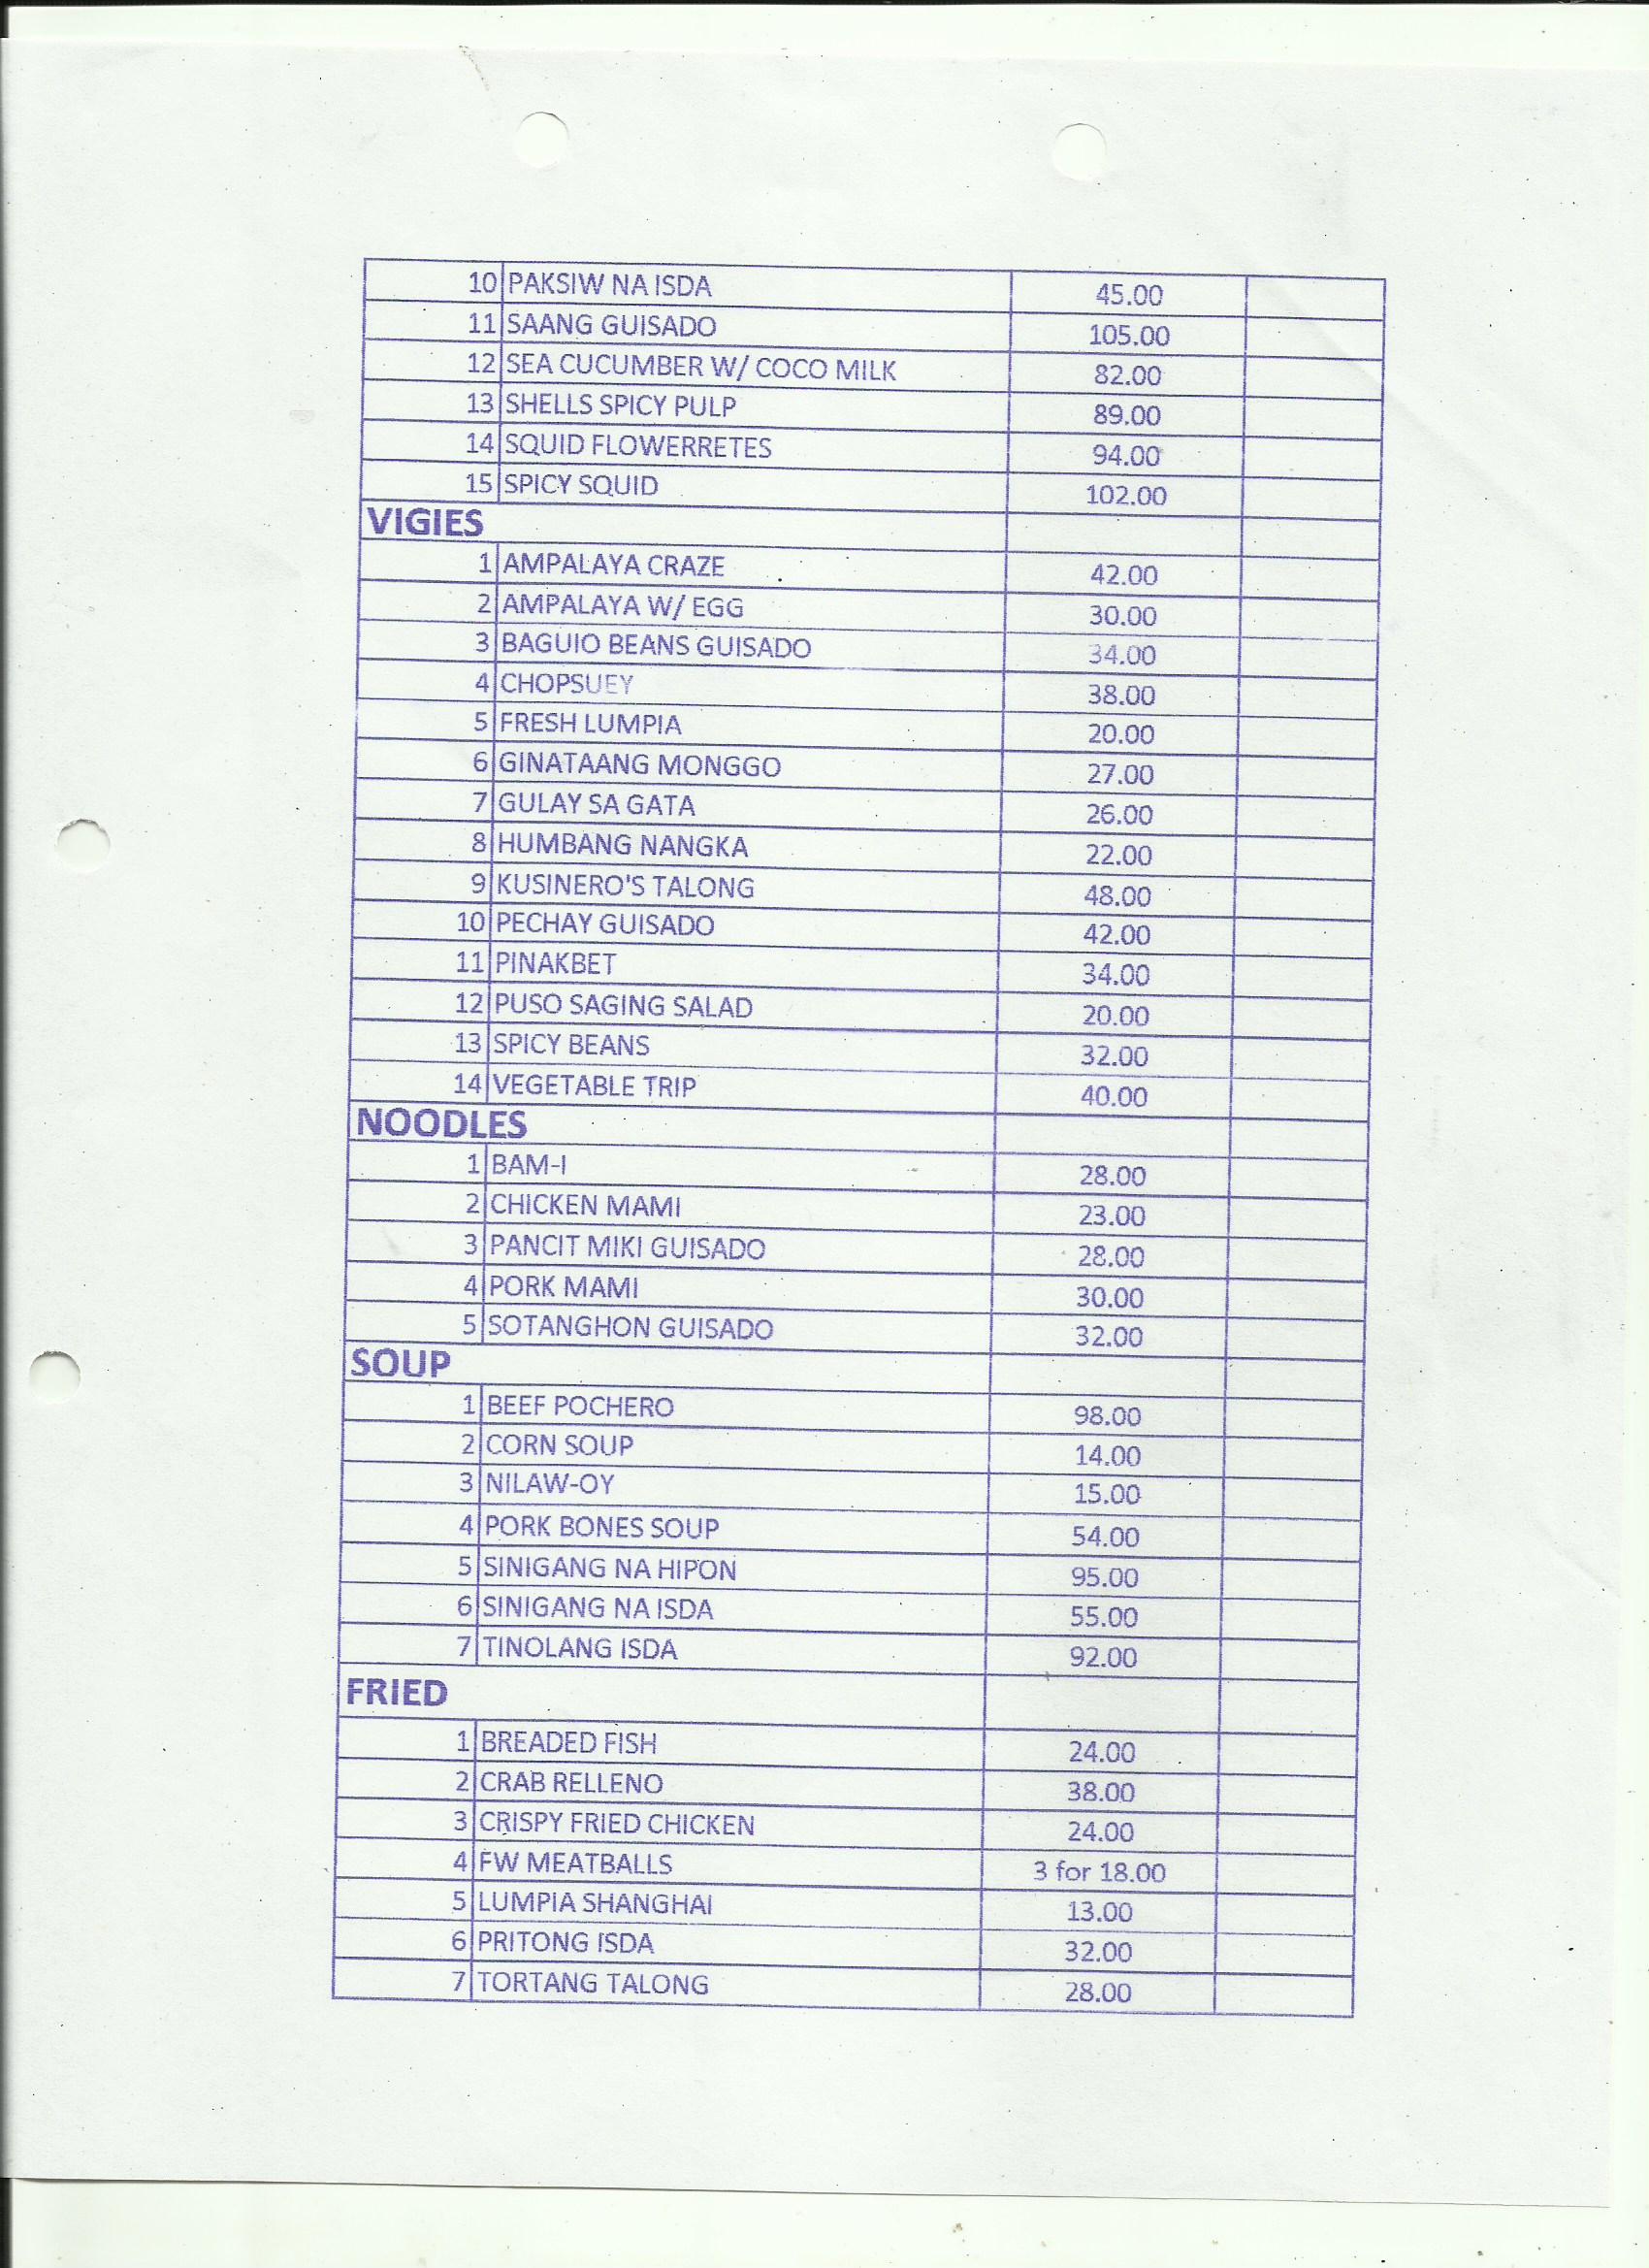 10 PAKSIW NA ISDA 45.00
11 SAANG GUISADO 105.00
12 SEA CUCUMBER W/ COCO MILK 82.00
13 SHELLS SPICY PULP 89.00
14 SQUID FLOWERRETES 94.00
15 SPICY SQUID 102.00
VIGIES
1 AMPALAYA CRAZE 42.00
2 AMPALAYA W/ EGG 30.00
3 BAGUIO BEANS GUISADO 34.00
4 CHOPSUEY 38.00
5 FRESH LUMPIA 20.00
6 GINATAANG MONGGO 27.00
7 GULAY SA GATA 26.00
8 HUMBANG NANGKA 22.00
9 KUSINERO'S TALONG 48.00
10 PECHAY GUISADO 42.00
11 PINAKBET 34.00
12 PUSO SAGING SALAD 20.00
13 SPICY BEANS 32.00
14 VEGETABLE TRIP 40.00
NOODLES
1 BAM-I 28.00
2 CHICKEN MAMI 23.00
3 PANCIT MIKI GUISADO 28.00
4 PORK MAMI 30.00
5 SOTANGHON GUISADO 32.00
SOUP
1 BEEF POCHERO 98.00
2 CORN SOUP 14.00
3 NILAW-OY 15.00
4 PORK BONES SOUP 54.00
5 SINIGANG NA HIPON 95.00
6 SINIGANG NA ISDA 55.00
7 TINOLANG ISDA 92.00
FRIED
1 BREADED FISH 24.00
2 CRAB RELLENO 38.00
3 CRISPY FRIED CHICKEN 24.00
4 FW MEATBALLS 3 for 18.00
5 LUMPIA SHANGHAI 13.00
6 PRITONG ISDA 32.00
7 TORTANG TALONG 28.00